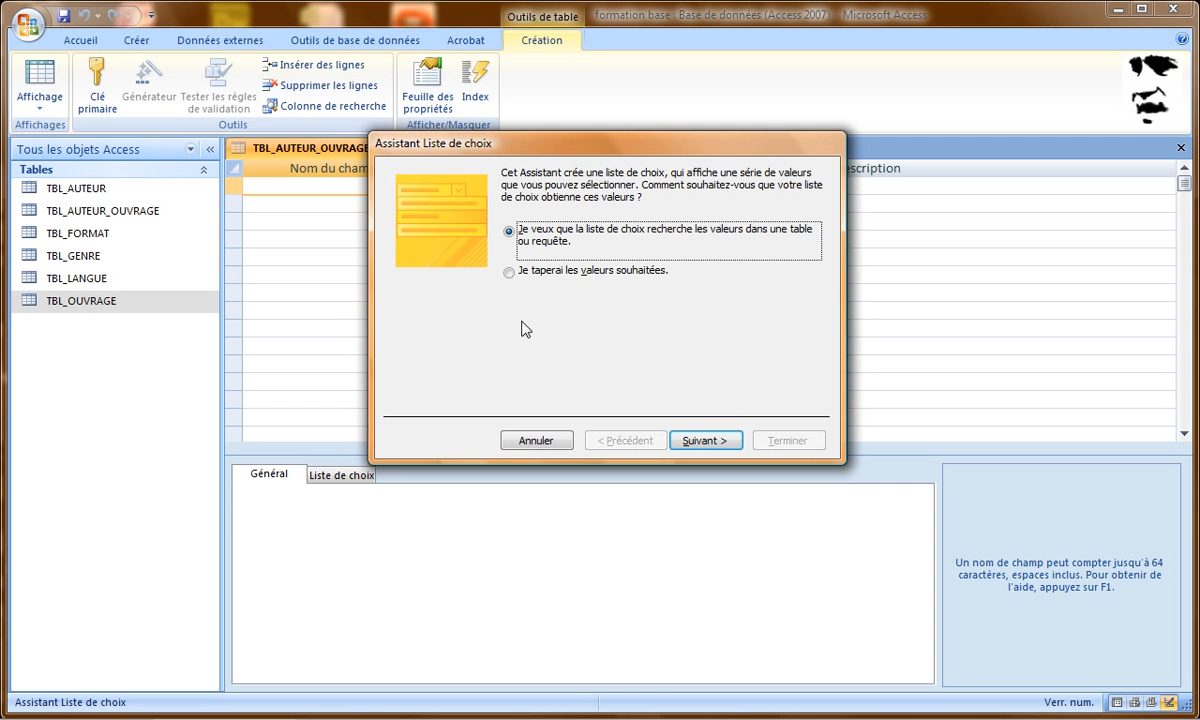 Outils de table
formation base : Base de données (Access 2007) - Microsoft Access
Accueil
Créer
Données externes
Outils de base de données
Acrobat
Création
Affichage
Clé
primaire
Générateur
Tester les règles
de validation
Insérer des lignes
Supprimer les lignes
Colonne de recherche
Feuille des
propriétés
Index
Affichages
Outils
Afficher/Masquer
Tous les objets Access
Tables
TBL_AUTEUR
TBL_AUTEUR_OUVRAGE
TBL_FORMAT
TBL_GENRE
TBL_LANGUE
TBL_OUVRAGE
TBL_AUTEUR_OUVRAGE
Nom du cham
escription
Assistant Liste de choix
Cet Assistant crée une liste de choix, qui affiche une série de valeurs
que vous pouvez sélectionner. Comment souhaitez-vous que votre liste
de choix obtienne ces valeurs ?
Je veux que la liste de choix recherche les valeurs dans une table
ou requête.
Je taperai les valeurs souhaitées.
Annuler
< Précédent
Suivant >
Terminer
Général
Liste de choix
Un nom de champ peut compter jusqu'à 64
caractères, espaces inclus. Pour obtenir de
l'aide, appuyez sur F1.
Assistant Liste de choix
Verr. num.